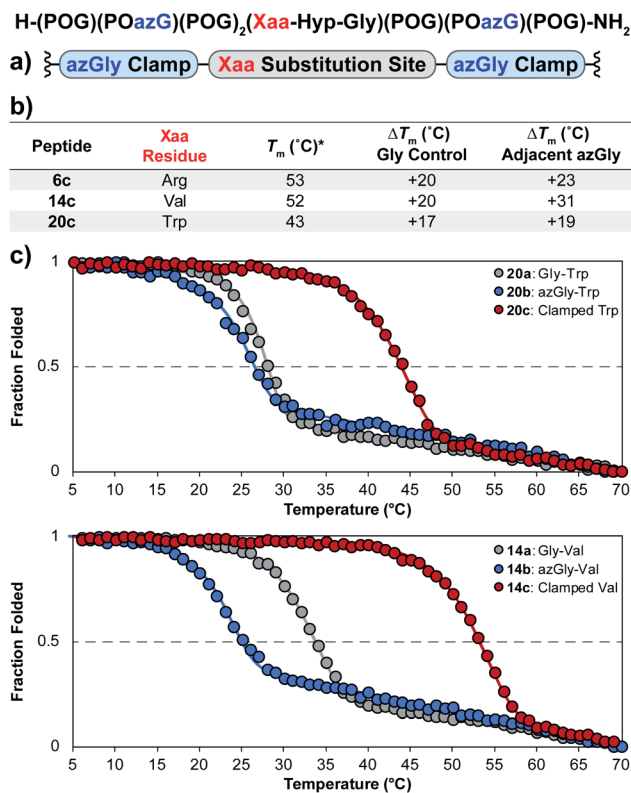 H-(POG)(POazG)(POG)2(Xaa-Hyp-Gly)(POG)(POazG)(POG)-NH2
a) azGly Clamp Xaa Substitution Site azGly Clamp
b)
Peptide Xaa Residue Tm (˚C)* ΔTm (˚C) Gly Control ΔTm (˚C) Adjacent azGly
6c Arg 53 +20 +23
14c Val 52 +20 +31
20c Trp 43 +17 +19
c)
1
20a: Gly-Trp
20b: azGly-Trp
20c: Clamped Trp
Fraction Folded
0.5
0
5 10 15 20 25 30 35 40 45 50 55 60 65 70
Temperature (°C)
1
14a: Gly-Val
14b: azGly-Val
14c: Clamped Val
Fraction Folded
0.5
0
5 10 15 20 25 30 35 40 45 50 55 60 65 70
Temperature (°C)